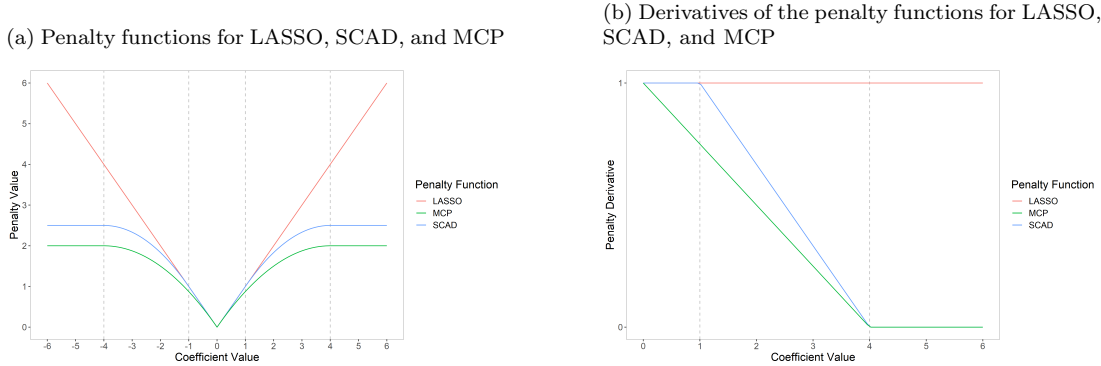 (a) Penalty functions for LASSO, SCAD, and MCP
6
5
4
3
2
1
0
Penalty Value
-6 -5 -4 -3 -2 -1 0 1 2 3 4 5 6
Coefficient Value
Penalty Function
LASSO
MCP
SCAD
(b) Derivatives of the penalty functions for LASSO,
SCAD, and MCP
1
0
Penalty Derivative
0 1 2 3 4 5 6
Coefficient Value
Penalty Function
LASSO
MCP
SCAD